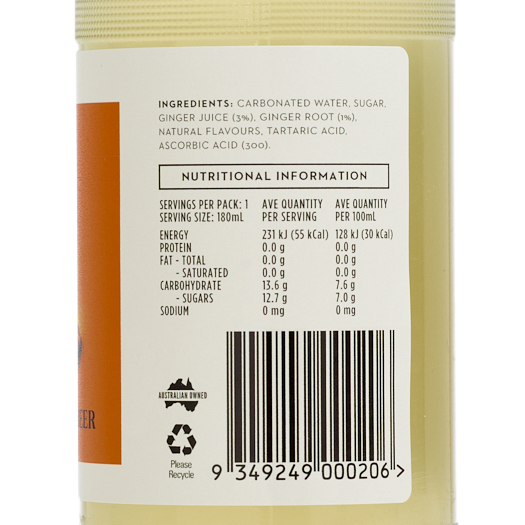 INGREDIENTS: CARBONATED WATER, SUGAR,
GINGER JUICE (3%), GINGER ROOT (1%),
NATURAL FLAVOURS, TARTARIC ACID,
ASCORBIC ACID (300).
NUTRITIONAL INFORMATION
SERVINGS PER PACK: 1 AVE QUANTITY AVE QUANTITY
SERVING SIZE: 180mL PER SERVING PER 100mL
ENERGY 231 kJ (55 kCal) 128 kJ (30 kCal)
PROTEIN 0.0 g 0.0 g
FAT - TOTAL 0.0 g 0.0 g
- SATURATED 0.0 g 0.0 g
CARBOHYDRATE 13.6 g 7.6 g
- SUGARS 12.7 g 7.0 g
SODIUM 0 mg 0 mg
AUSTRALIAN OWNED
EER
Please
Recycle
9 349249 000206 >